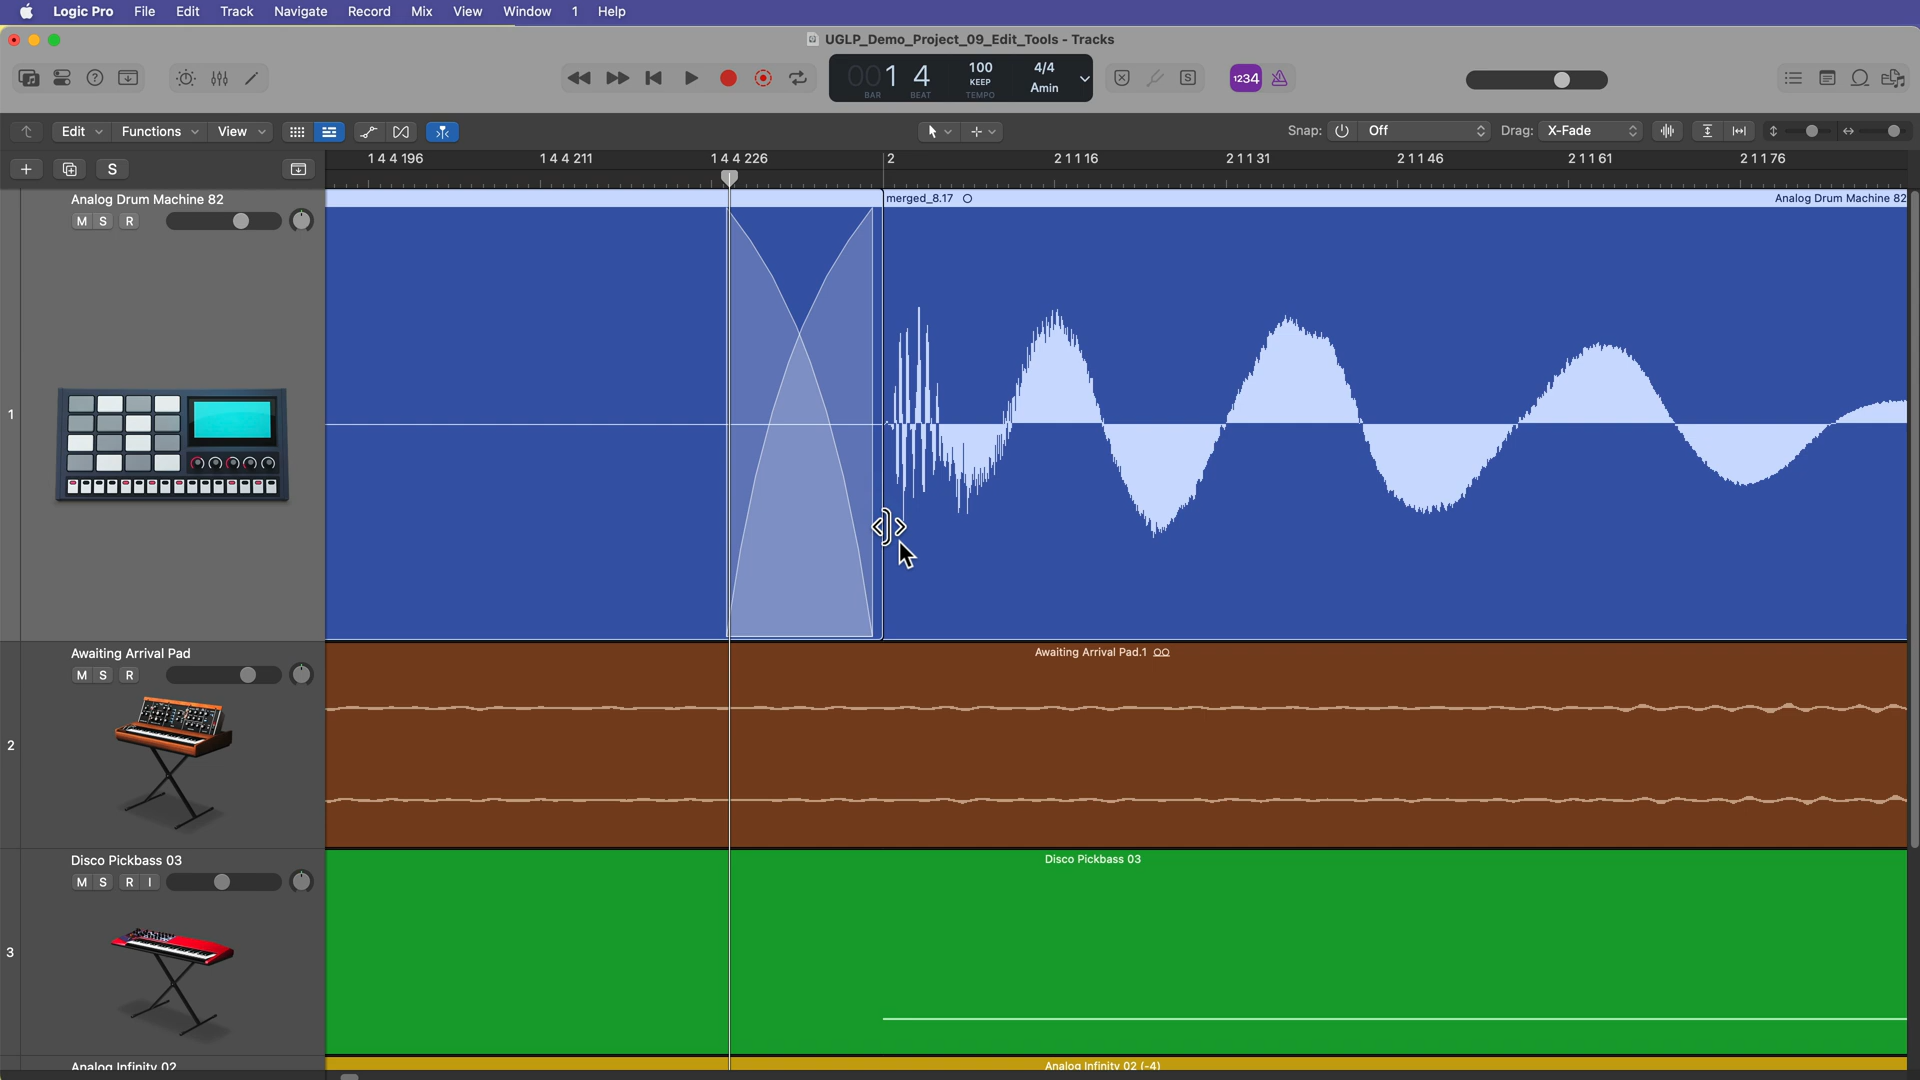 Logic Pro File Edit Track Navigate Record Mix View Window 1 Help
UGLP_Demo_Project_09_Edit_Tools - Tracks
001 4 100 4/4
KEEP Amin
BAR BEAT TEMPO
S 1234
Edit Functions View Snap: Off Drag: X-Fade
S 1 4 4 196 1 4 4 211 1 4 4 226 2 2 1 1 16 2 1 1 31 2 1 1 46 2 1 1 61 2 1 1 76
Analog Drum Machine 82 merged_8.17 Analog Drum Machine 82
M S R
1
Awaiting Arrival Pad Awaiting Arrival Pad.1
M S R
2
Disco Pickbass 03 Disco Pickbass 03
M S R I
3
Analog Infinity 02 Analog Infinity 02 (-4)